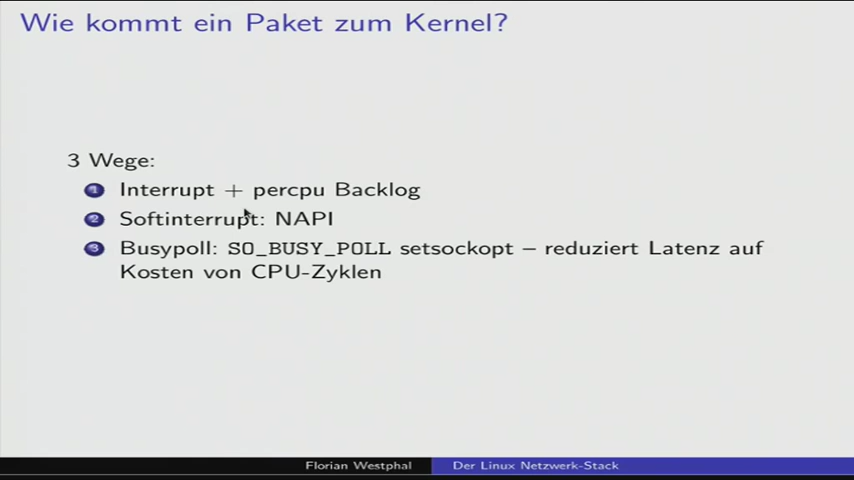 Wie kommt ein Paket zum Kernel?
3 Wege:
1 Interrupt + percpu Backlog
2 Softinterrupt: NAPI
3 Busypoll: SO_BUSY_POLL setsockopt – reduziert Latenz auf
Kosten von CPU-Zyklen
Florian Westphal
Der Linux Netzwerk-Stack